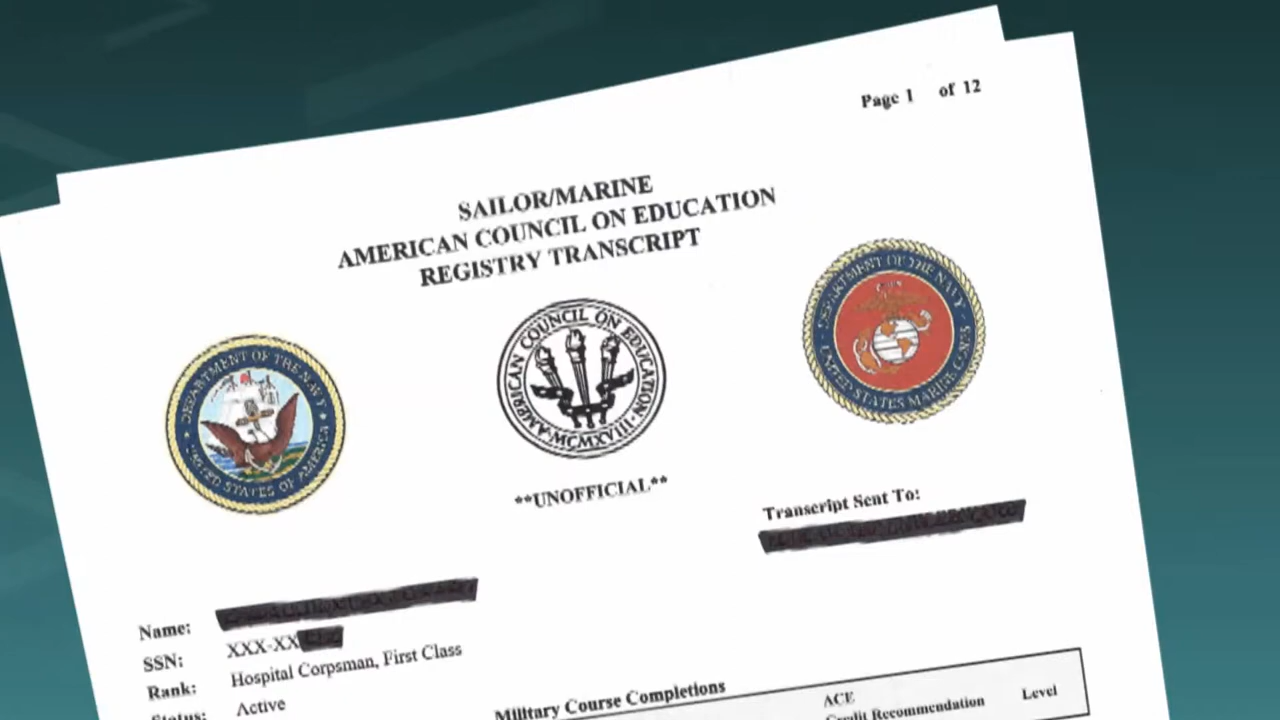 Page 1 of 12
SAILOR/MARINE
AMERICAN COUNCIL ON EDUCATION
REGISTRY TRANSCRIPT
DEPARTMENT OF THE NAVY
UNITED STATES OF AMERICA
AMERICAN COUNCIL ON EDUCATION
MCMXVIII
DEPARTMENT OF THE NAVY
UNITED STATES MARINE CORPS
**UNOFFICIAL**
Transcript Sent To:
Name:
SSN: XXX-XX
Rank: Hospital Corpsman, First Class
Status: Active
Military Course Completions
ACE
Credit Recommendation Level